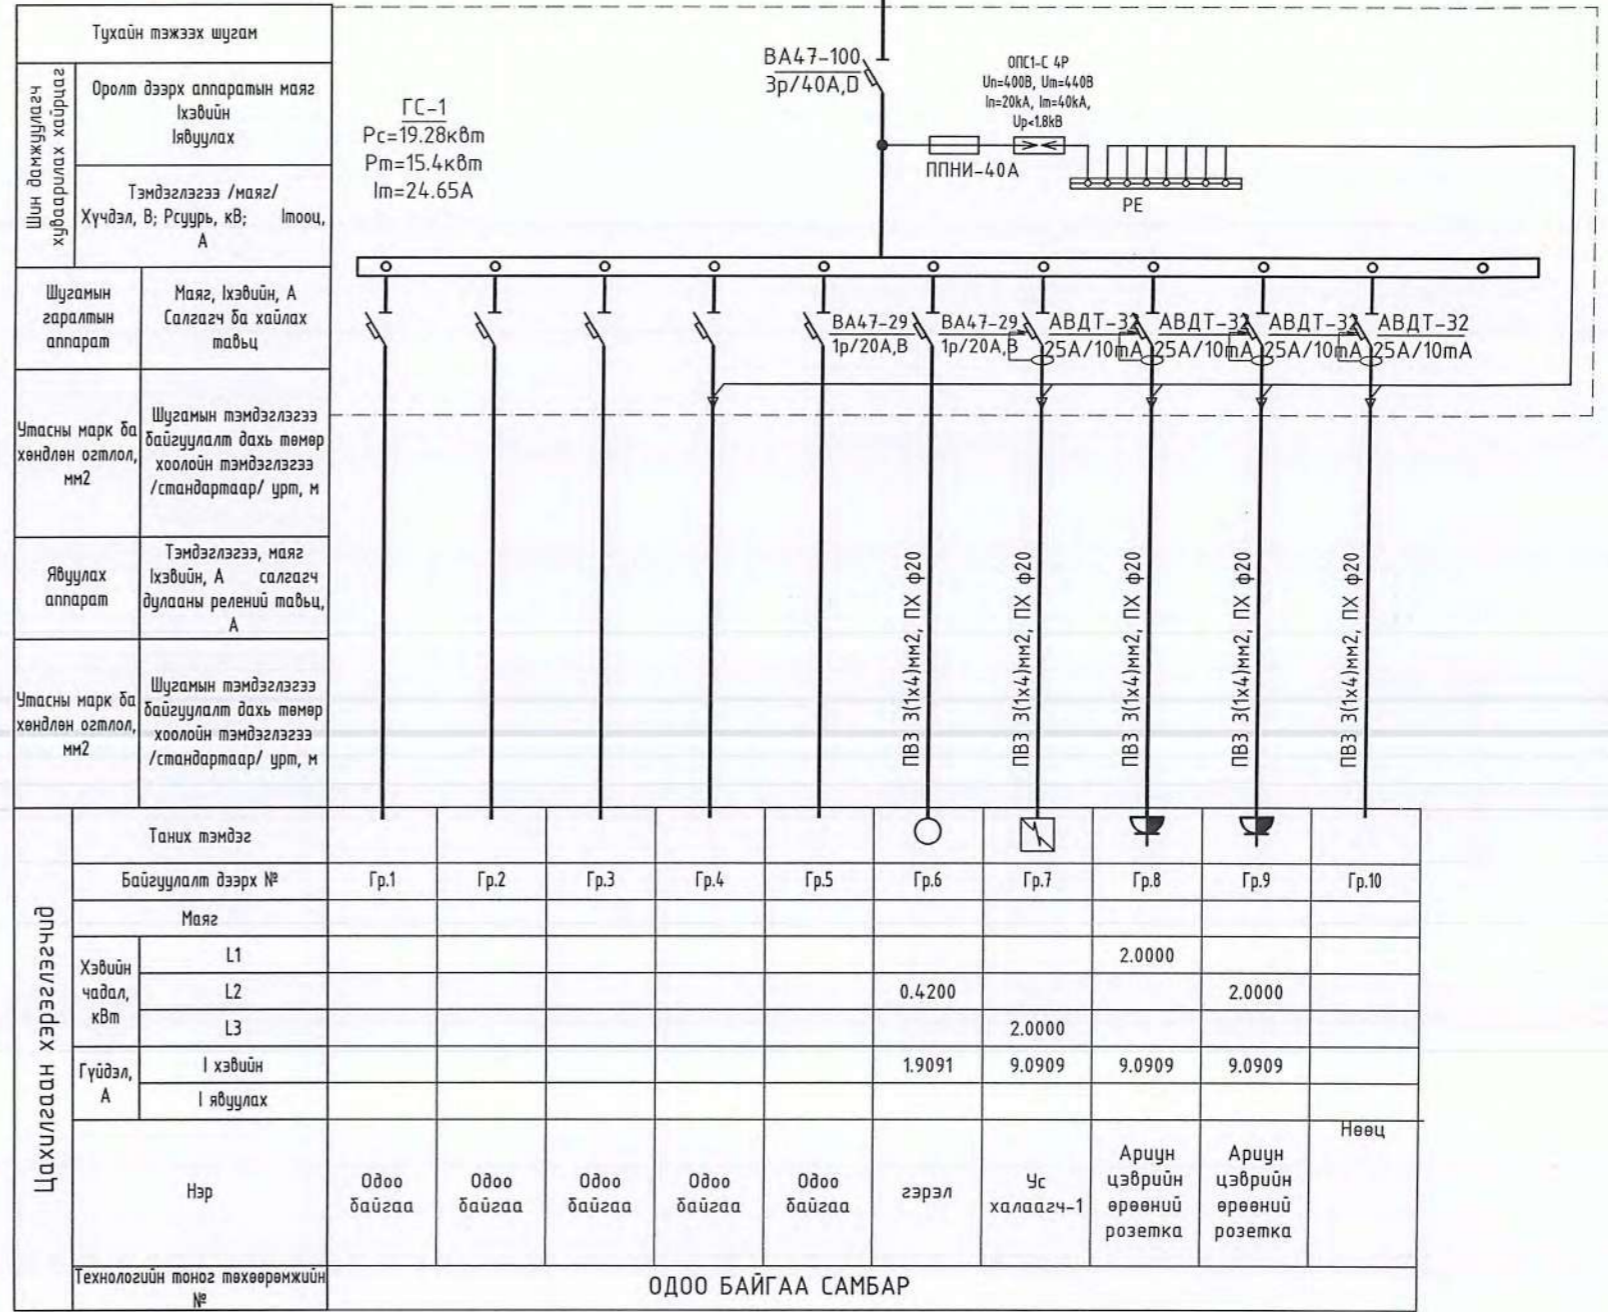 Тухайн тэжээх шугам
Шин дамжуулагч
хуваарилах хайрцаг
Оролт дээрх аппаратын маяг
Iхэвийн
Iявуулах
Тэмдэглэгээ /маяг/
Хүчдэл, В; Рсуурь, кВ; Iтооц,
А
ГС-1
Рс=19.28кВт
Рт=15.4кВт
Iт=24.65А
ВА47-100
3р/40А,D
ОПС1-С 4Р
Un=400В, Um=440В
In=20kA, Im=40kA,
Up<1.8kB
ППНИ-40А
РЕ
Шугамын
гаралтын
аппарат
Маяг, Iхэвийн, А
Салгагч ба хайлах
тавьц
ВА47-29
1р/20А,В
ВА47-29
1р/20А,В
АВДТ-32
25А/10mA
АВДТ-32
25А/10mA
АВДТ-32
25А/10mA
АВДТ-32
25А/10mA
Утасны марк ба
хөндлөн огтлол,
мм2
Шугамын тэмдэглэгээ
байгуулалт дахь төмөр
хоолойн тэмдэглэгээ
/стандартаар/ урт, м
Явуулах
аппарат
Тэмдэглэгээ, маяг
Iхэвийн, А салгагч
дулааны релений тавьц,
А
Утасны марк ба
хөндлөн огтлол,
мм2
Шугамын тэмдэглэгээ
байгуулалт дахь төмөр
хоолойн тэмдэглэгээ
/стандартаар/ урт, м
ПВ3 3(1х4)мм2, ПХ ф20
ПВ3 3(1х4)мм2, ПХ ф20
ПВ3 3(1х4)мм2, ПХ ф20
ПВ3 3(1х4)мм2, ПХ ф20
ПВ3 3(1х4)мм2, ПХ ф20
Цахилгаан хэрэглэгчид
Таних тэмдэг
Байгуулалт дээрх № Гр.1 Гр.2 Гр.3 Гр.4 Гр.5 Гр.6 Гр.7 Гр.8 Гр.9 Гр.10
Маяг
Хэвийн
чадал,
кВт
L1 2.0000
L2 0.4200 2.0000
L3 2.0000
Гүйдэл,
А
I хэвийн 1.9091 9.0909 9.0909 9.0909
I явуулах
Нэр
Одоо
байгаа
Одоо
байгаа
Одоо
байгаа
Одоо
байгаа
Одоо
байгаа
гэрэл
Ус
халаагч-1
Ариун
цэврийн
өрөөний
розетка
Ариун
цэврийн
өрөөний
розетка
Нөөц
Технологийн тоног төхөөрөмжийн
№
ОДОО БАЙГАА САМБАР